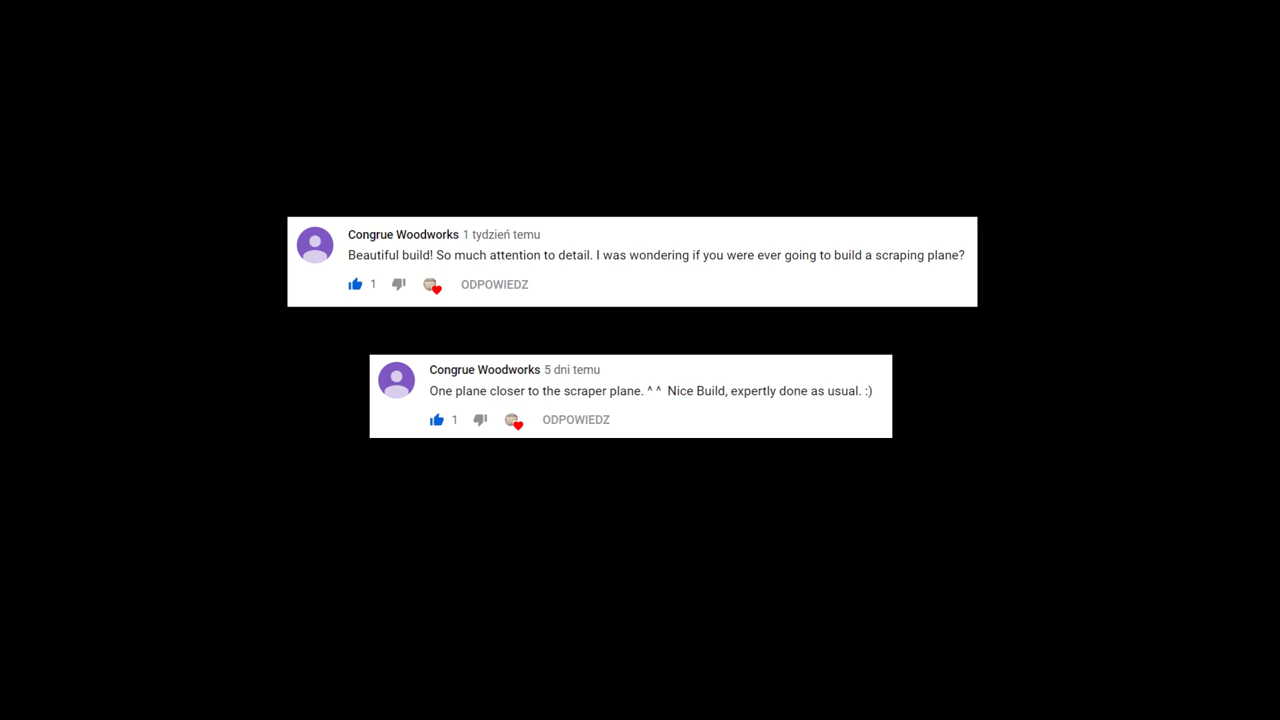 Congrue Woodworks 1 tydzień temu
Beautiful build! So much attention to detail. I was wondering if you were ever going to build a scraping plane?
1 ODPOWIEDZ
Congrue Woodworks 5 dni temu
One plane closer to the scraper plane. ^ ^ Nice Build, expertly done as usual. :)
1 ODPOWIEDZ